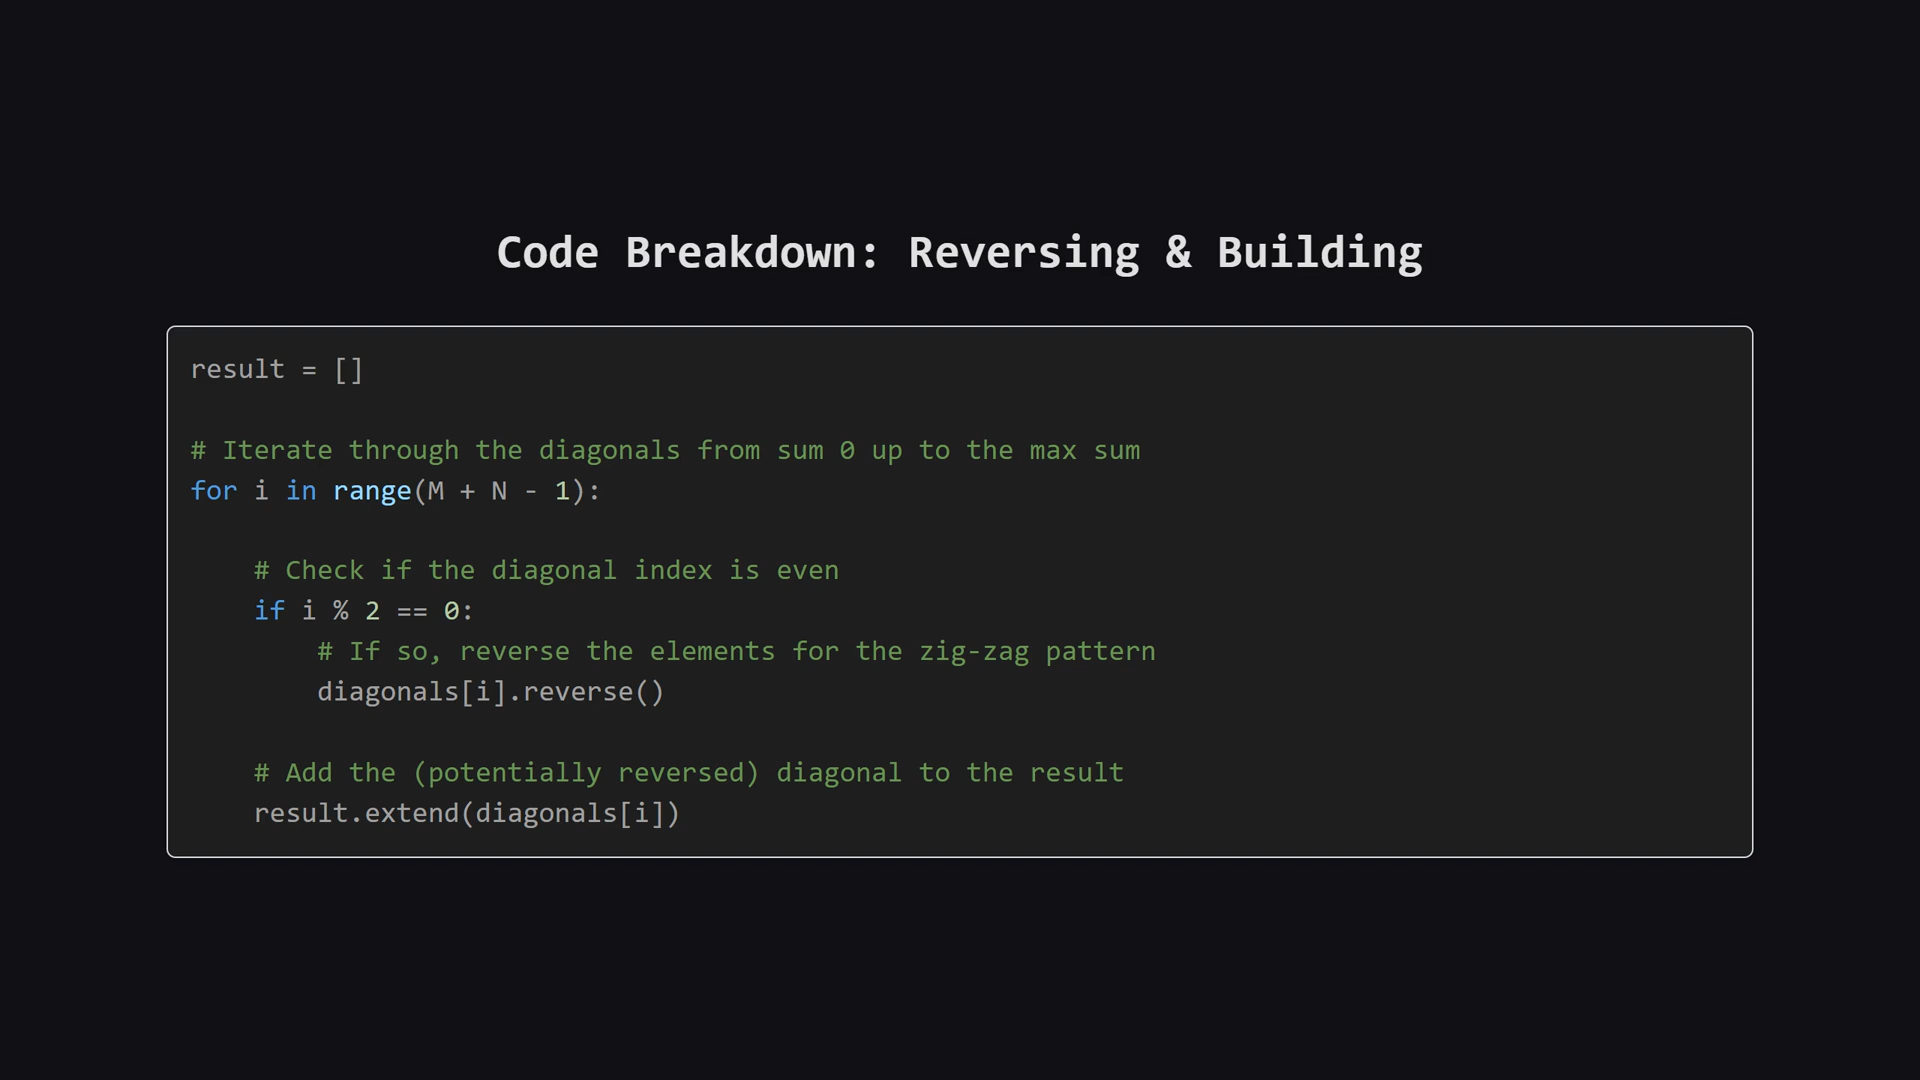 Code Breakdown: Reversing & Building
result = []
# Iterate through the diagonals from sum 0 up to the max sum
for i in range(M + N - 1):
    # Check if the diagonal index is even
    if i % 2 == 0:
        # If so, reverse the elements for the zig-zag pattern
        diagonals[i].reverse()
    # Add the (potentially reversed) diagonal to the result
    result.extend(diagonals[i])